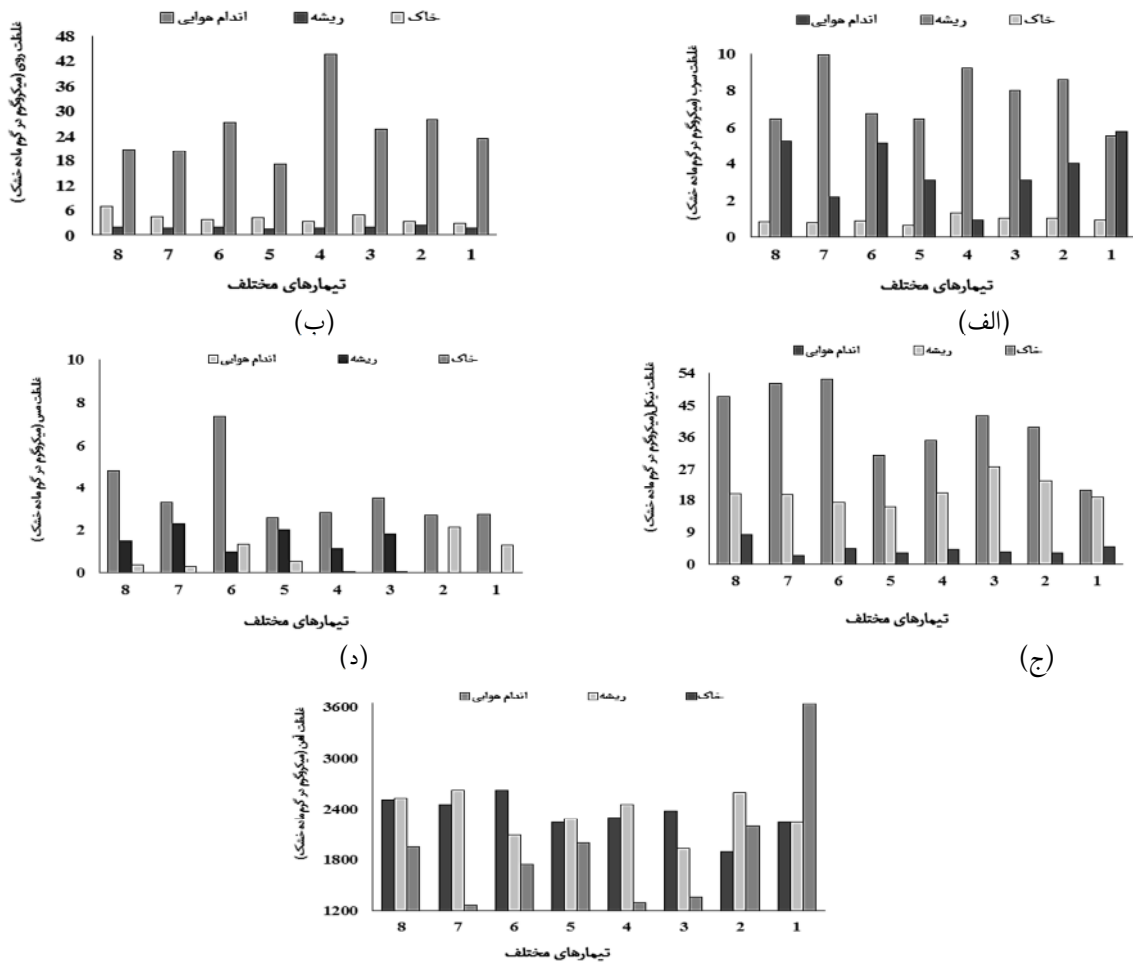 اندام هوایی ریشه خاک
غلظت سرب (میکروگرم در گرم ماده خشک)
10
8
6
4
2
0
8 7 6 5 4 3 2 1
تیمارهای مختلف
(الف)
اندام هوایی ریشه خاک
غلظت روی (میکروگرم در گرم ماده خشک)
48
42
36
30
24
18
12
6
0
8 7 6 5 4 3 2 1
تیمارهای مختلف
(ب)
اندام هوایی ریشه خاک
غلظت نیکل (میکروگرم در گرم ماده خشک)
54
45
36
27
18
9
0
8 7 6 5 4 3 2 1
تیمارهای مختلف
(ج)
اندام هوایی ریشه خاک
غلظت مس (میکروگرم در گرم ماده خشک)
10
8
6
4
2
0
8 7 6 5 4 3 2 1
تیمارهای مختلف
(د)
اندام هوایی ریشه خاک
غلظت آهن (میکروگرم در گرم ماده خشک)
3600
3000
2400
1800
1200
8 7 6 5 4 3 2 1
تیمارهای مختلف